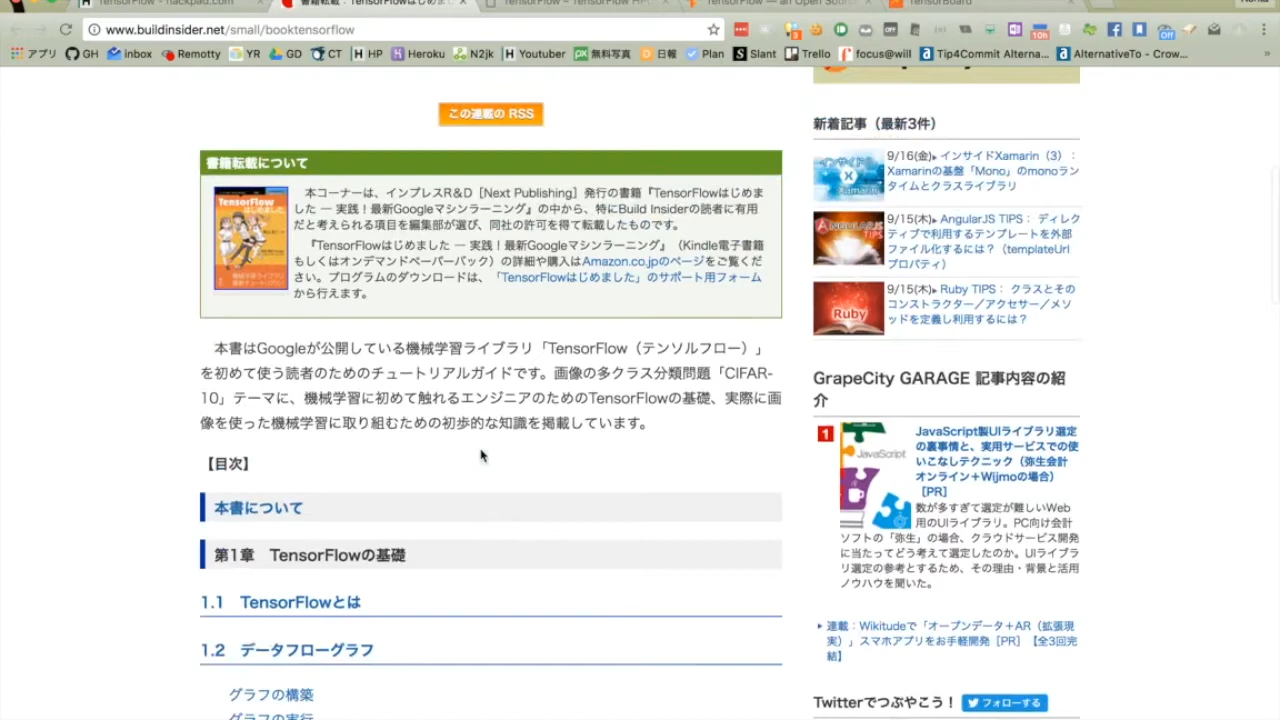 TensorFlow - hackpad.com
書籍転載：TensorFlowはじめま
TensorFlow
TensorFlow — an Open Sourc
TensorBoard
www.buildinsider.net/small/booktensorflow
アプリ GH inbox Remotty YR GD CT HP Heroku N2jk Youtuber 無料写真 日報 Plan Slant Trello focus@will Tip4Commit Alterna... AlternativeTo - Crow... »
この連載の RSS
書籍転載について
本コーナーは、インプレスR&D［Next Publishing］発行の書籍『TensorFlowはじめま
した ― 実践！最新Googleマシンラーニング』の中から、特にBuild Insiderの読者に有用
だと考えられる項目を編集部が選び、同社の許可を得て転載したものです。
『TensorFlowはじめました ― 実践！最新Googleマシンラーニング』（Kindle電子書籍
もしくはオンデマンドペーパーバック）の詳細や購入はAmazon.co.jpのページをご覧くだ
さい。プログラムのダウンロードは、「TensorFlowはじめました」のサポート用フォーム
から行えます。
本書はGoogleが公開している機械学習ライブラリ「TensorFlow（テンソルフロー）」
を初めて使う読者のためのチュートリアルガイドです。画像の多クラス分類問題「CIFAR-
10」テーマに、機械学習に初めて触れるエンジニアのためのTensorFlowの基礎、実際に画
像を使った機械学習に取り組むための初歩的な知識を掲載しています。
【目次】
本書について
第1章　TensorFlowの基礎
1.1　TensorFlowとは
1.2　データフローグラフ
グラフの構築
グラフの実行
新着記事（最新3件）
9/16(金) インサイドXamarin（3）：
Xamarinの基盤「Mono」のmonoラン
タイムとクラスライブラリ
9/15(木) AngularJS TIPS： ディレク
ティブで利用するテンプレートを外部
ファイル化するには？（templateUrl
プロパティ）
9/15(木) Ruby TIPS： クラスとその
コンストラクター／アクセサー／メソ
ッドを定義し利用するには？
GrapeCity GARAGE 記事内容の紹
介
1
JavaScript
JavaScript製UIライブラリ選定
の裏事情と、実用サービスでの使
いこなしテクニック（弥生会計
オンライン＋Wijmoの場合）
［PR］
数が多すぎて選定が難しいWeb
用のUIライブラリ。PC向け会計
ソフトの「弥生」の場合、クラウドサービス開発
に当たってどう考えて選定したのか。UIライブラ
リ選定の参考とするため、その理由・背景と活用
ノウハウを聞いた。
連載：Wikitudeで「オープンデータ＋AR（拡張現
実）」スマホアプリをお手軽開発［PR］【全3回完
結】
Twitterでつぶやこう！ フォローする